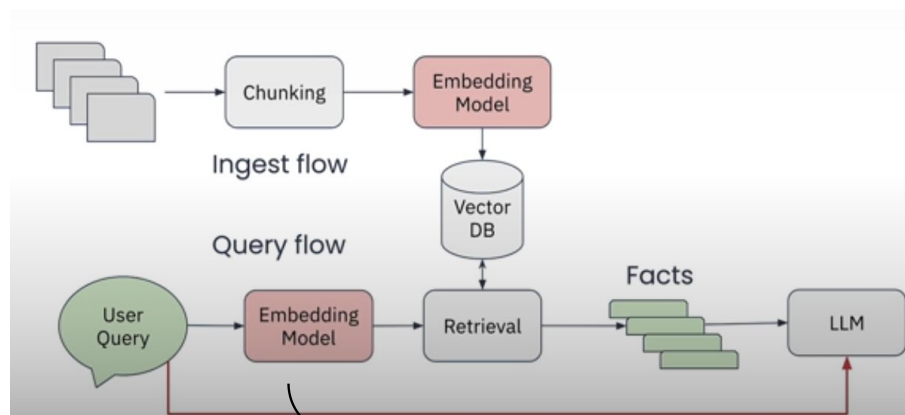 Chunking
Embedding
Model
Ingest flow
Vector
DB
Query flow
Facts
User
Query
Embedding
Model
Retrieval
LLM